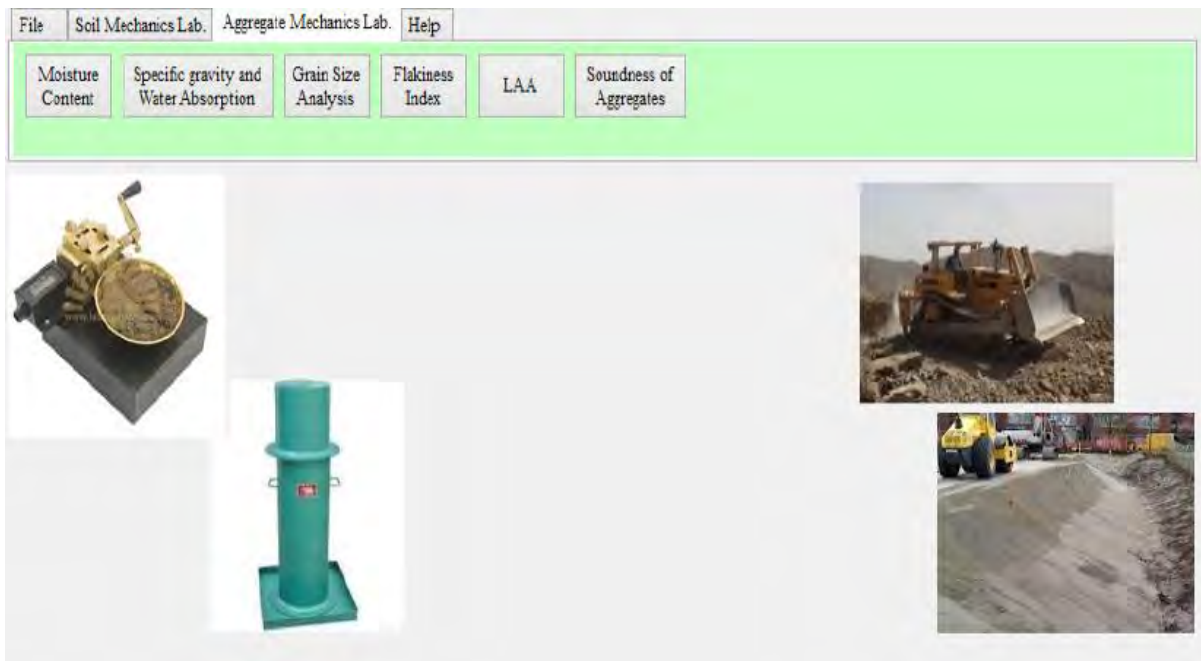 File Soil Mechanics Lab. Aggregate Mechanics Lab. Help
Moisture Content
Specific gravity and Water Absorption
Grain Size Analysis
Flakiness Index
LAA
Soundness of Aggregates